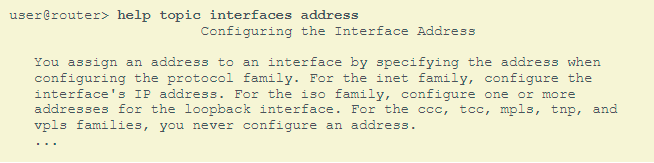 user@router> help topic interfaces address
Configuring the Interface Address
You assign an address to an interface by specifying the address when
configuring the protocol family. For the inet family, configure the
interface's IP address. For the iso family, configure one or more
addresses for the loopback interface. For the ccc, tcc, mpls, tnp, and
vpls families, you never configure an address.
...